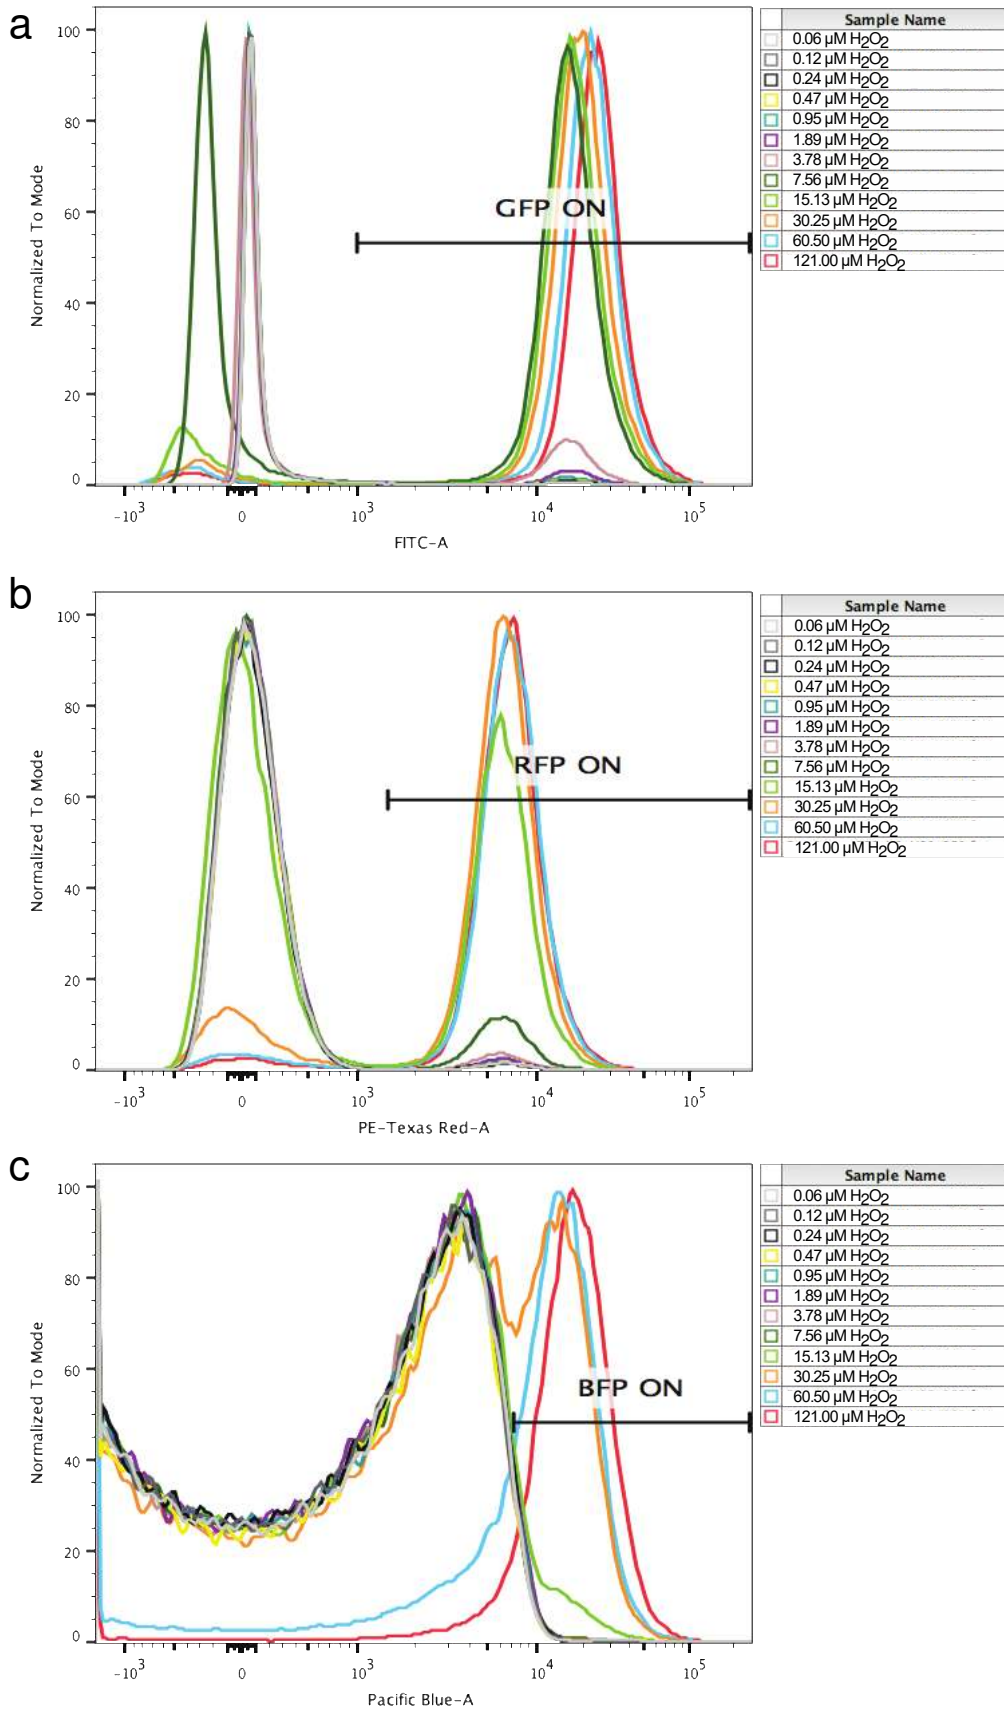 a
Normalized To Mode
100
80
60
40
20
0
GFP ON
-10³ 0 10³ 10⁴ 10⁵
FITC-A
Sample Name
0.06 µM H₂O₂
0.12 µM H₂O₂
0.24 µM H₂O₂
0.47 µM H₂O₂
0.95 µM H₂O₂
1.89 µM H₂O₂
3.78 µM H₂O₂
7.56 µM H₂O₂
15.13 µM H₂O₂
30.25 µM H₂O₂
60.50 µM H₂O₂
121.00 µM H₂O₂
b
Normalized To Mode
100
80
60
40
20
0
RFP ON
-10³ 0 10³ 10⁴ 10⁵
PE-Texas Red-A
Sample Name
0.06 µM H₂O₂
0.12 µM H₂O₂
0.24 µM H₂O₂
0.47 µM H₂O₂
0.95 µM H₂O₂
1.89 µM H₂O₂
3.78 µM H₂O₂
7.56 µM H₂O₂
15.13 µM H₂O₂
30.25 µM H₂O₂
60.50 µM H₂O₂
121.00 µM H₂O₂
c
Normalized To Mode
100
80
60
40
20
0
BFP ON
-10³ 0 10³ 10⁴ 10⁵
Pacific Blue-A
Sample Name
0.06 µM H₂O₂
0.12 µM H₂O₂
0.24 µM H₂O₂
0.47 µM H₂O₂
0.95 µM H₂O₂
1.89 µM H₂O₂
3.78 µM H₂O₂
7.56 µM H₂O₂
15.13 µM H₂O₂
30.25 µM H₂O₂
60.50 µM H₂O₂
121.00 µM H₂O₂